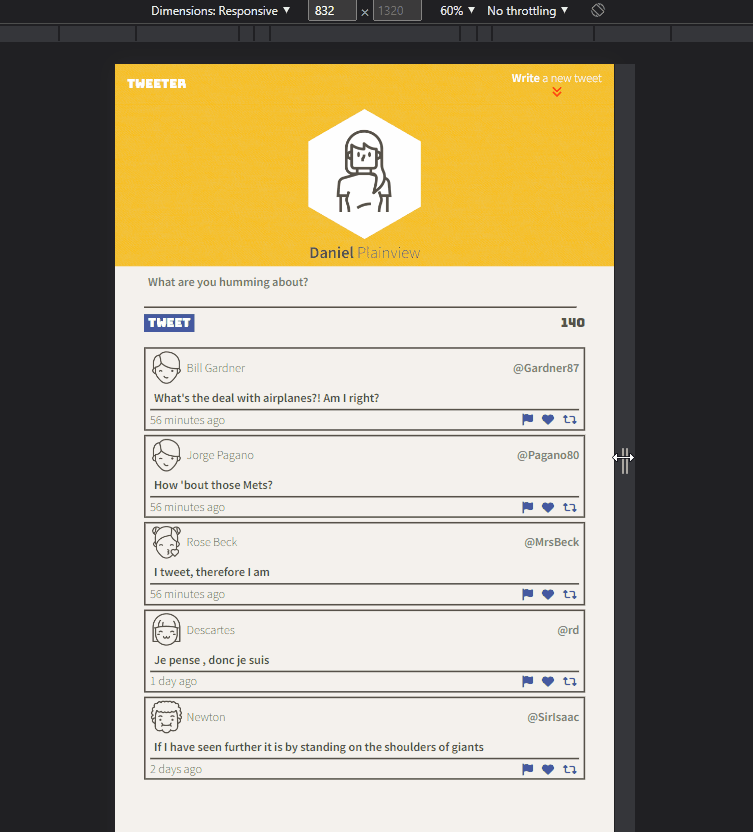 Dimensions: Responsive ▼ 832 × 1320 60% ▼ No throttling ▼
TWEETER
Write a new tweet
Daniel Plainview
What are you humming about?
TWEET 140
Bill Gardner @Gardner87
What's the deal with airplanes?! Am I right?
56 minutes ago
Jorge Pagano @Pagano80
How 'bout those Mets?
56 minutes ago
Rose Beck @MrsBeck
I tweet, therefore I am
56 minutes ago
Descartes @rd
Je pense , donc je suis
1 day ago
Newton @SirIsaac
If I have seen further it is by standing on the shoulders of giants
2 days ago